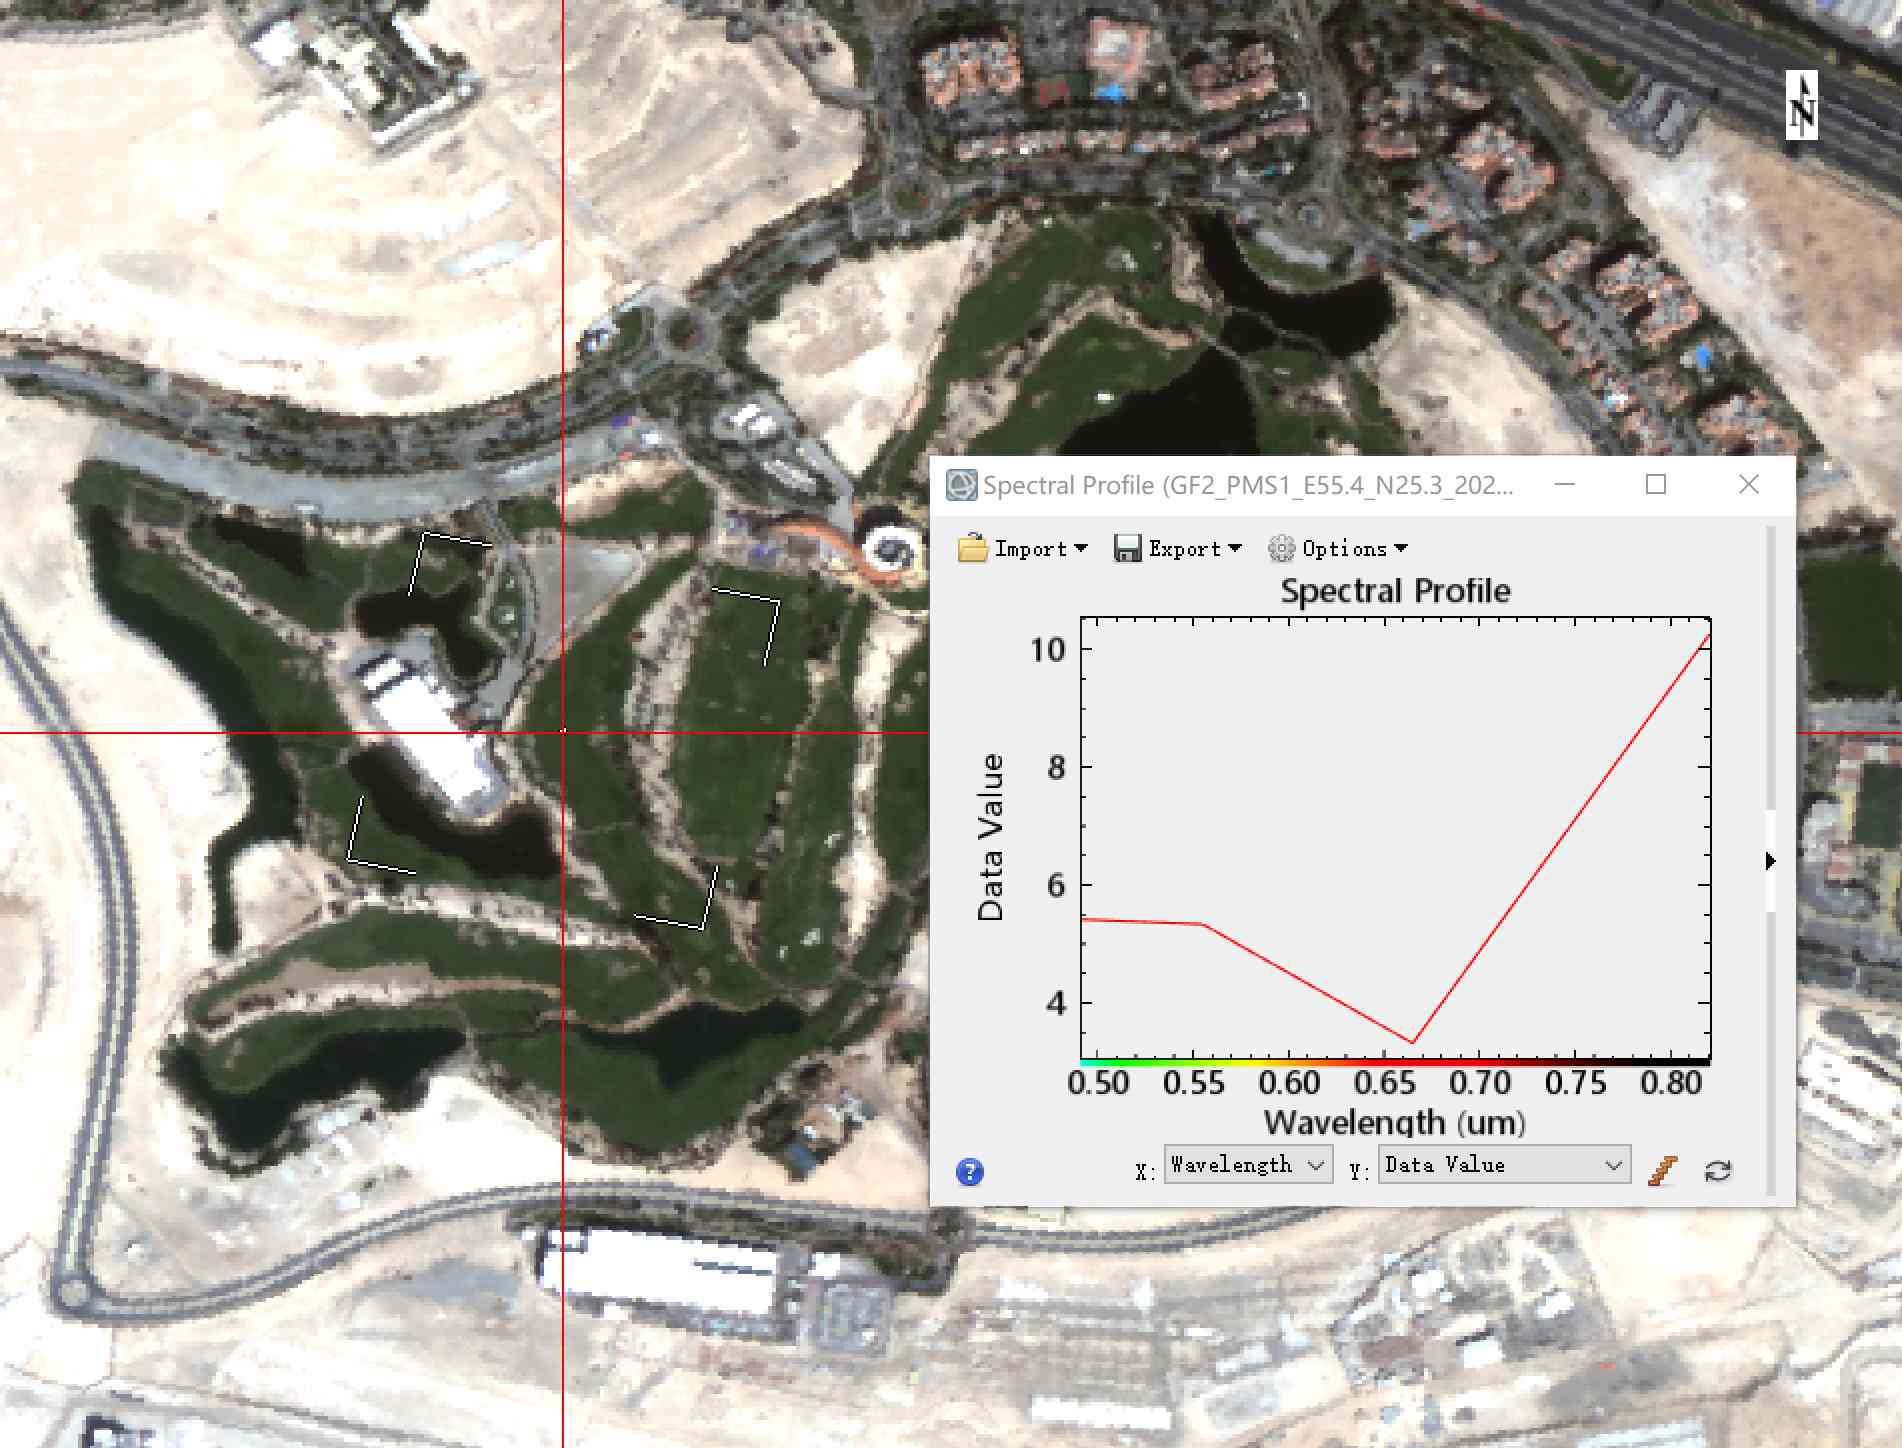 N
Spectral Profile (GF2_PMS1_E55.4_N25.3_202...
Import Export Options
Spectral Profile
10
8
6
4
Data Value
0.50 0.55 0.60 0.65 0.70 0.75 0.80
Wavelength (um)
? X: Wavelength Y: Data Value